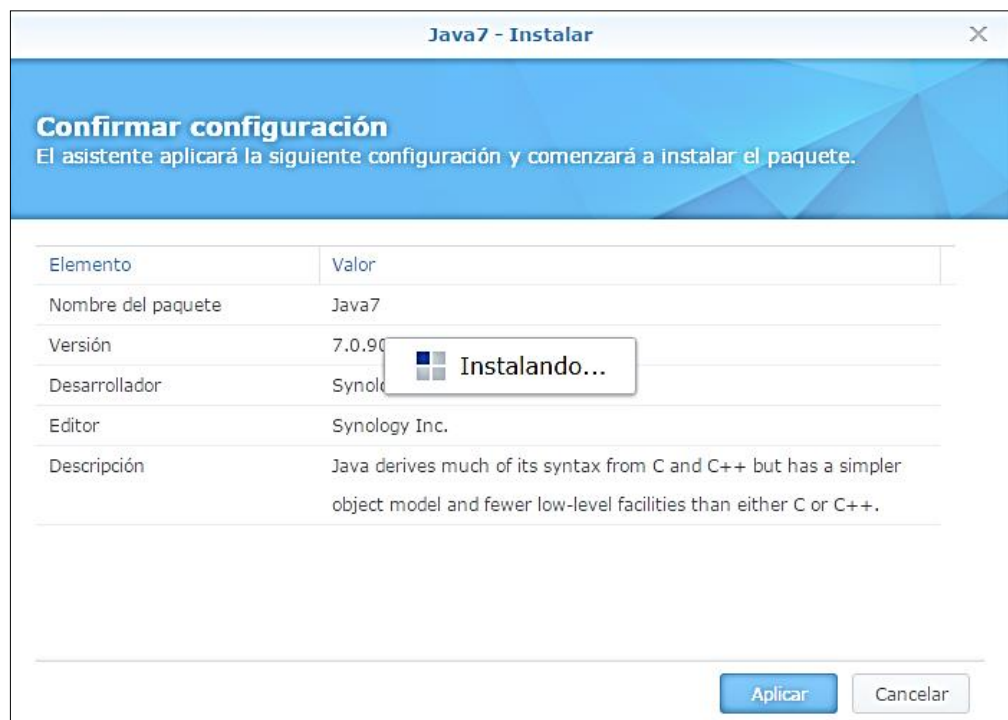 Java7 - Instalar
Confirmar configuración
El asistente aplicará la siguiente configuración y comenzará a instalar el paquete.
Elemento Valor
Nombre del paquete Java7
Versión 7.0.90
Instalando...
Desarrollador
Editor Synology Inc.
Descripción Java derives much of its syntax from C and C++ but has a simpler
object model and fewer low-level facilities than either C or C++.
Aplicar Cancelar